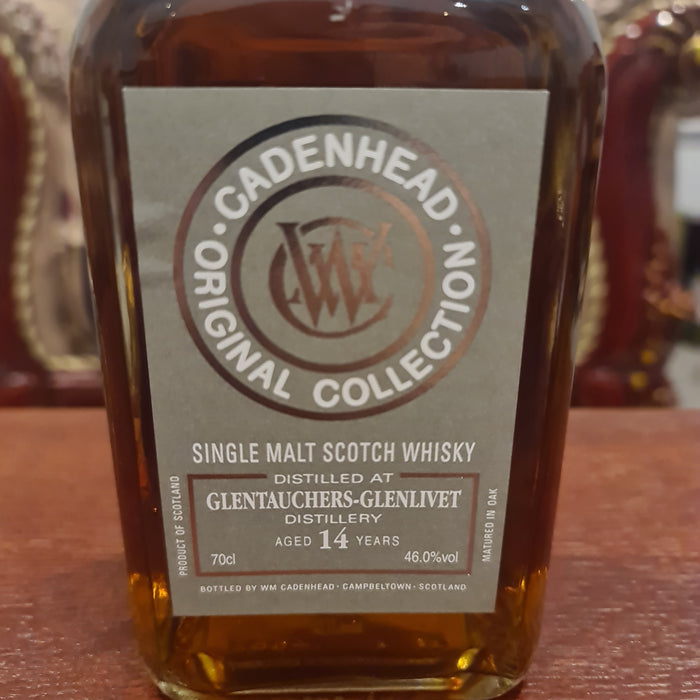 ·CADENHEAD·
ORIGINAL COLLECTION
WC
SINGLE MALT SCOTCH WHISKY
DISTILLED AT
GLENTAUCHERS-GLENLIVET
DISTILLERY
AGED 14 YEARS
70cl 46.0%vol
PRODUCT OF SCOTLAND
MATURED IN OAK
BOTTLED BY WM CADENHEAD · CAMPBELTOWN · SCOTLAND